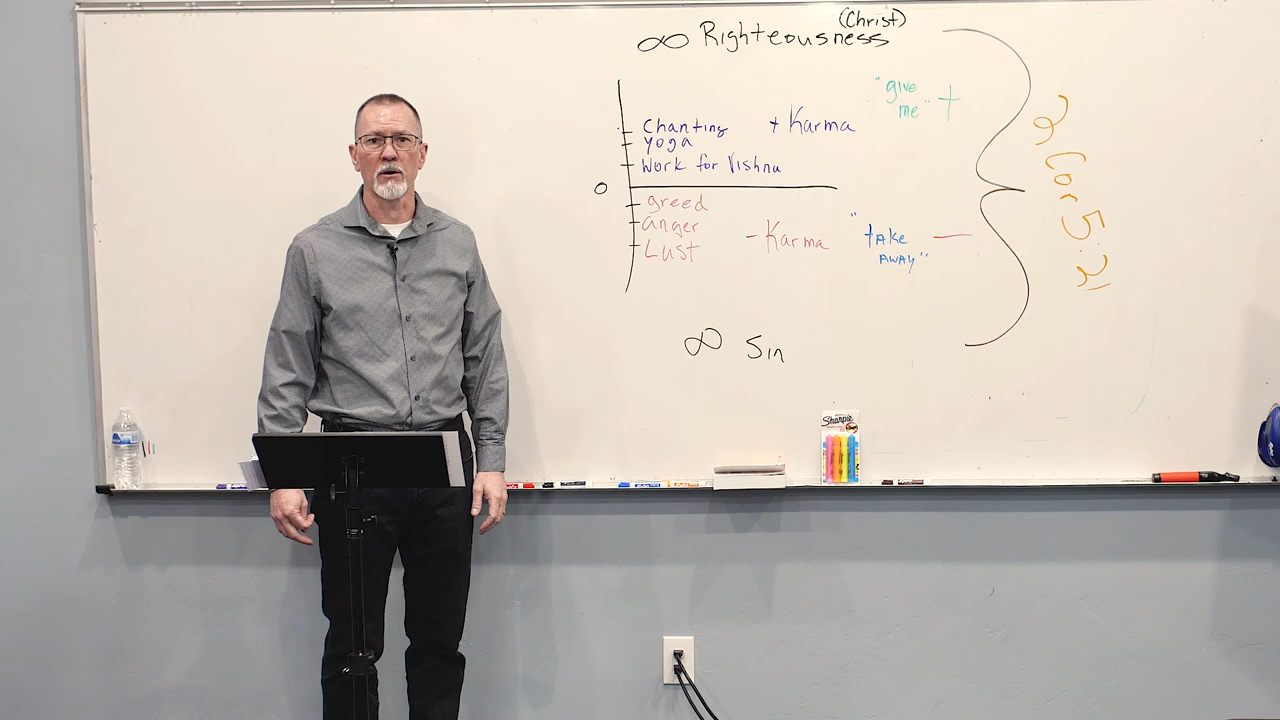 (Christ)
∞ Righteousness
"give
me" +
Chanting + Karma
yoga
Work for Vishnu
0
greed
anger - Karma
Lust
"tAke
AWAy" —
∞ Sin
2 Cor 5:21
Sharpie